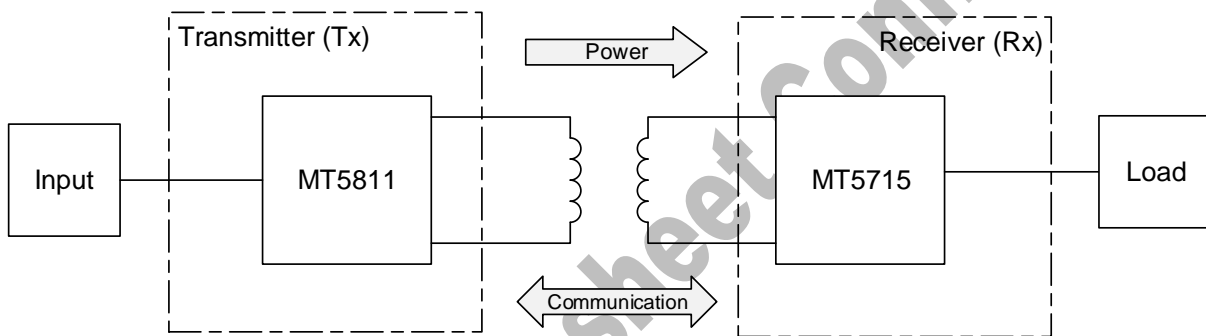 Transmitter (Tx)
Power
Receiver (Rx)
Input
MT5811
MT5715
Load
Communication